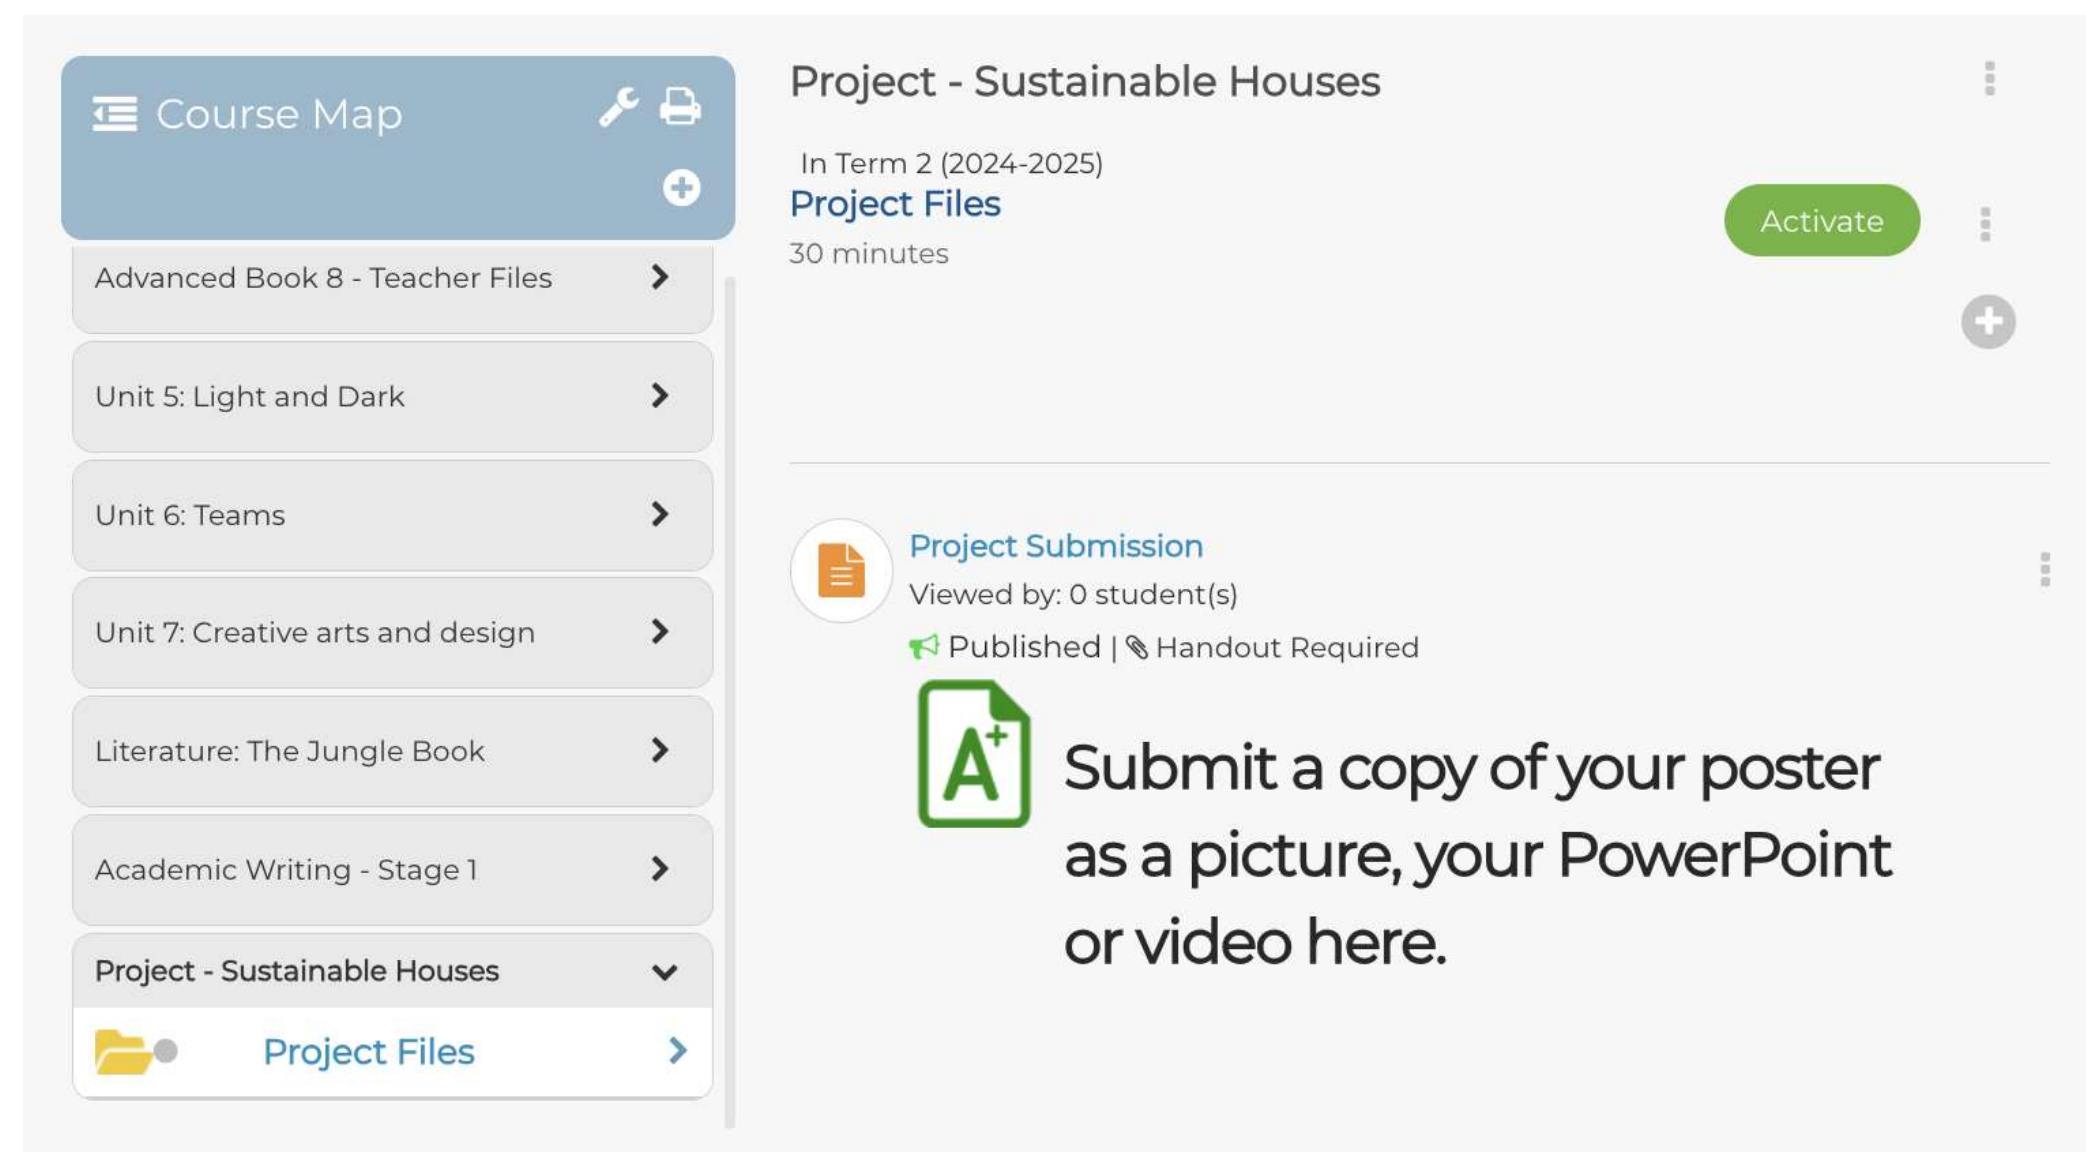 Course Map
Advanced Book 8 - Teacher Files
Unit 5: Light and Dark
Unit 6: Teams
Unit 7: Creative arts and design
Literature: The Jungle Book
Academic Writing - Stage 1
Project - Sustainable Houses
Project Files
Project - Sustainable Houses
In Term 2 (2024-2025)
Project Files
Activate
30 minutes
Project Submission
Viewed by: 0 student(s)
Published | Handout Required
A+
Submit a copy of your poster
as a picture, your PowerPoint
or video here.